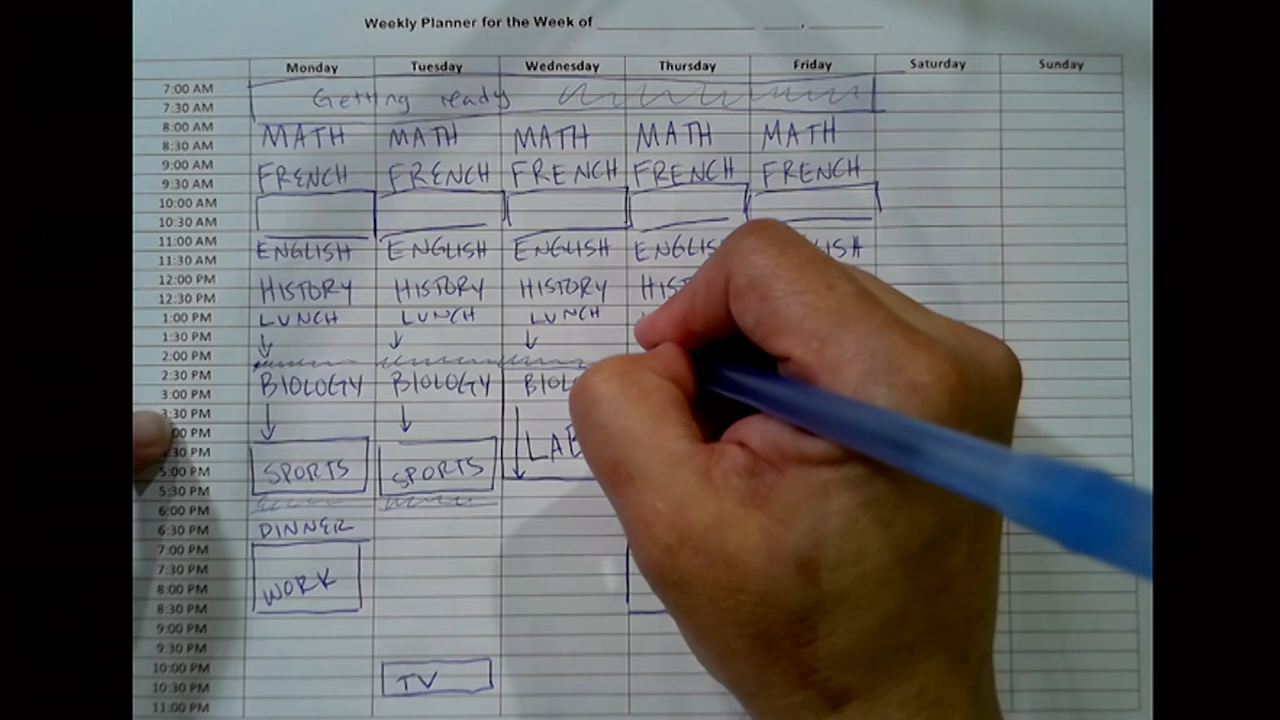 Weekly Planner for the Week of
Monday Tuesday Wednesday Thursday Friday Saturday Sunday
7:00 AM Getting ready
7:30 AM
8:00 AM MATH MATH MATH MATH MATH
8:30 AM
9:00 AM FRENCH FRENCH FRENCH FRENCH FRENCH
9:30 AM
10:00 AM
10:30 AM
11:00 AM ENGLISH ENGLISH ENGLISH
11:30 AM
12:00 PM HISTORY HISTORY HISTORY
12:30 PM
1:00 PM LUNCH LUNCH LUNCH
1:30 PM
2:00 PM
2:30 PM BIOLOGY BIOLOGY
3:00 PM
PM
PM
PM
5:00 PM SPORTS SPORTS
5:30 PM
6:00 PM
6:30 PM DINNER
7:00 PM
7:30 PM WORK
8:00 PM
8:30 PM
9:00 PM
9:30 PM
10:00 PM
10:30 PM TV
11:00 PM